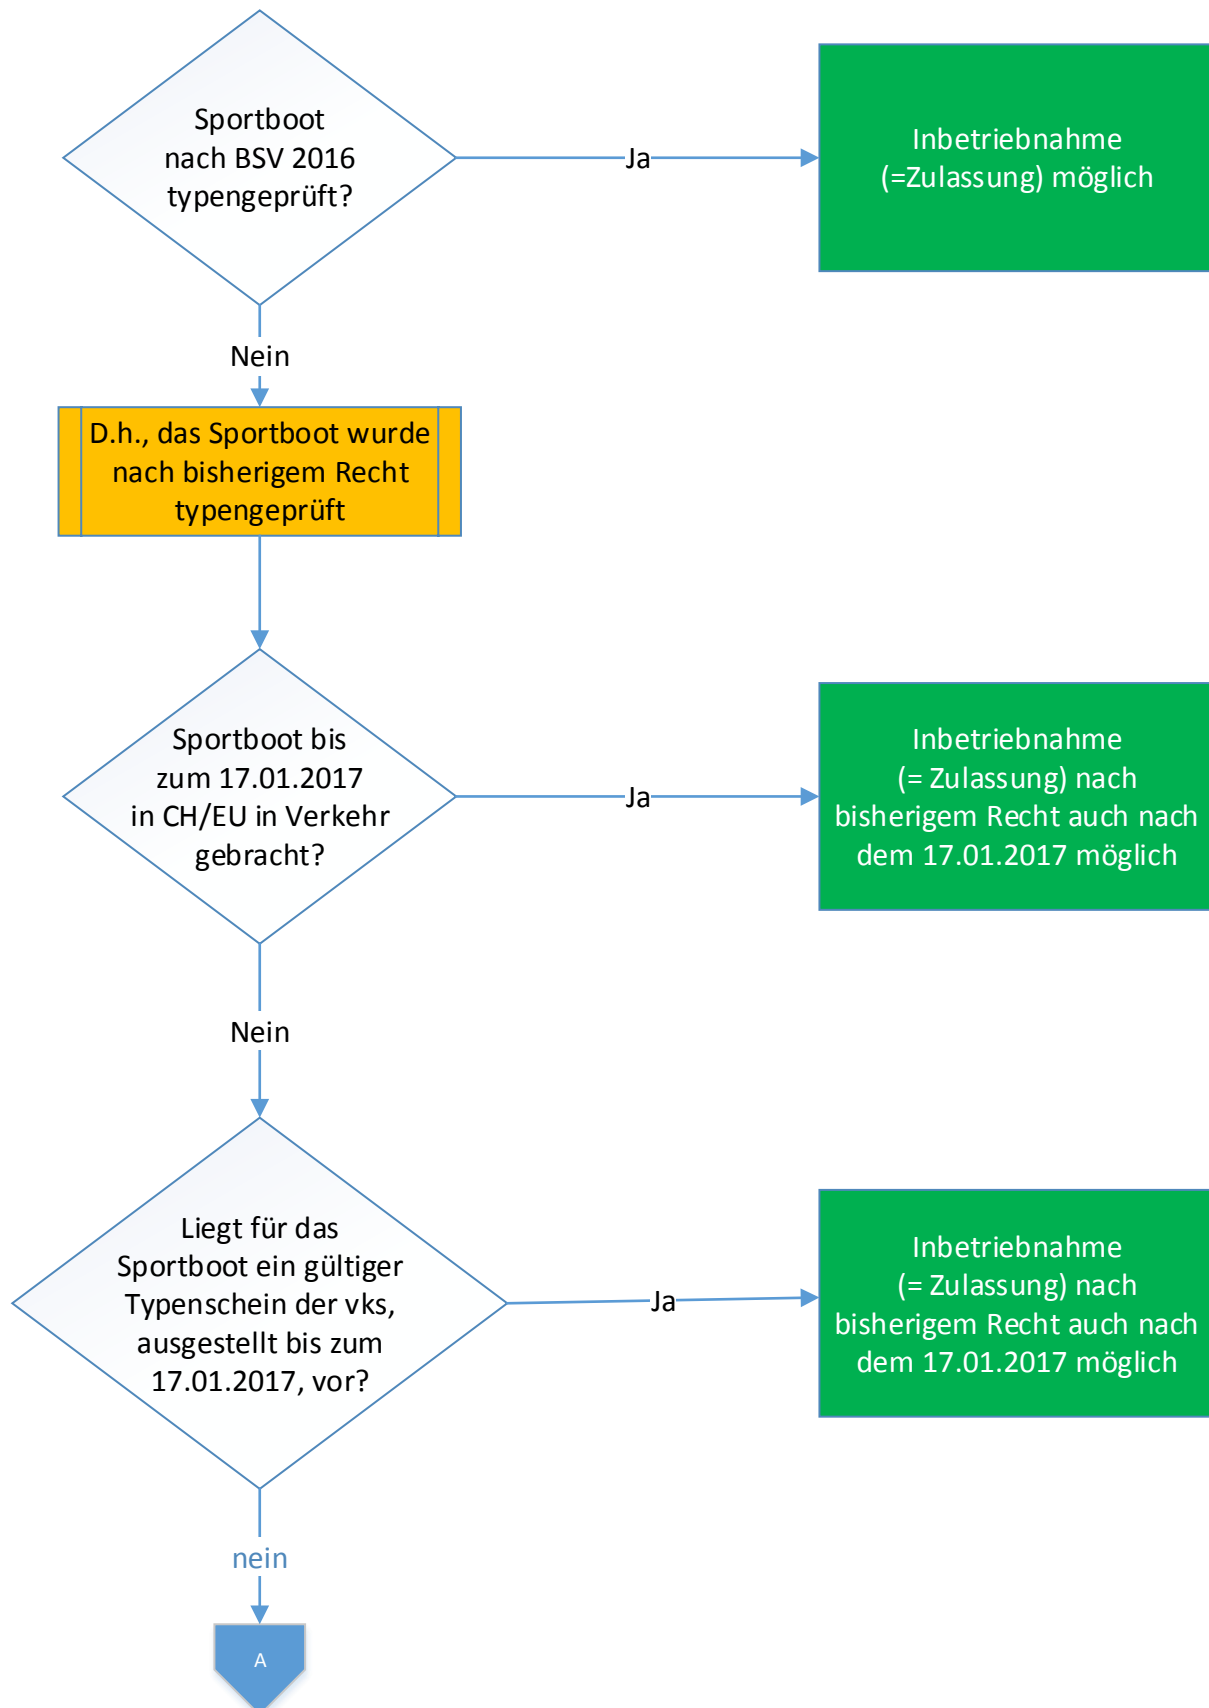 Sportboot
nach BSV 2016
typengeprüft?
Ja
Inbetriebnahme
(=Zulassung) möglich
Nein
D.h., das Sportboot wurde
nach bisherigem Recht
typengeprüft
Sportboot bis
zum 17.01.2017
in CH/EU in Verkehr
gebracht?
Ja
Inbetriebnahme
(= Zulassung) nach
bisherigem Recht auch nach
dem 17.01.2017 möglich
Nein
Liegt für das
Sportboot ein gültiger
Typenschein der vks,
ausgestellt bis zum
17.01.2017, vor?
Ja
Inbetriebnahme
(= Zulassung) nach
bisherigem Recht auch nach
dem 17.01.2017 möglich
nein
A